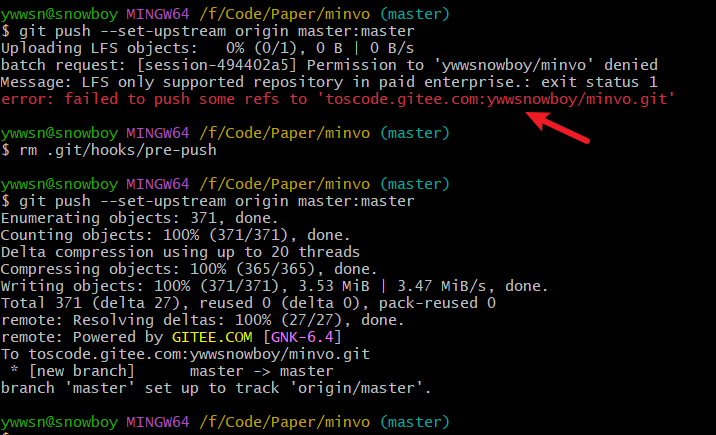 ywwsn@snowboy MINGW64 /f/Code/Paper/minvo (master)
$ git push --set-upstream origin master:master
Uploading LFS objects:   0% (0/1), 0 B | 0 B/s
batch request: [session-494402a5] Permission to 'ywwsnowboy/minvo' denied
Message: LFS only supported repository in paid enterprise.: exit status 1
error: failed to push some refs to 'toscode.gitee.com:ywwsnowboy/minvo.git'
ywwsn@snowboy MINGW64 /f/Code/Paper/minvo (master)
$ rm .git/hooks/pre-push
ywwsn@snowboy MINGW64 /f/Code/Paper/minvo (master)
$ git push --set-upstream origin master:master
Enumerating objects: 371, done.
Counting objects: 100% (371/371), done.
Delta compression using up to 20 threads
Compressing objects: 100% (365/365), done.
Writing objects: 100% (371/371), 3.53 MiB | 3.47 MiB/s, done.
Total 371 (delta 27), reused 0 (delta 0), pack-reused 0
remote: Resolving deltas: 100% (27/27), done.
remote: Powered by GITEE.COM [GNK-6.4]
To toscode.gitee.com:ywwsnowboy/minvo.git
 * [new branch]      master -> master
branch 'master' set up to track 'origin/master'.
ywwsn@snowboy MINGW64 /f/Code/Paper/minvo (master)
$